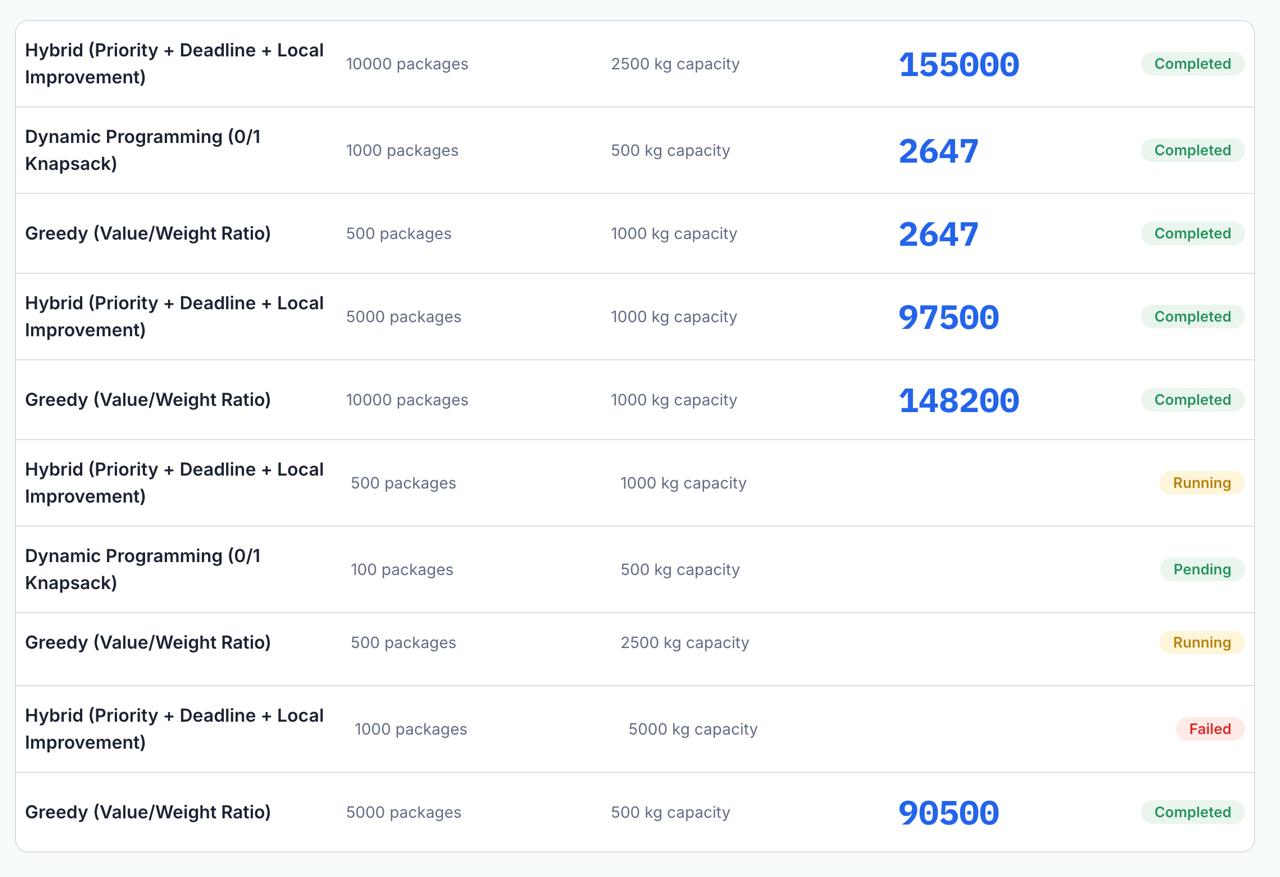 Hybrid (Priority + Deadline + Local
Improvement)
10000 packages
2500 kg capacity
155000
Completed
Dynamic Programming (0/1
Knapsack)
1000 packages
500 kg capacity
2647
Completed
Greedy (Value/Weight Ratio)
500 packages
1000 kg capacity
2647
Completed
Hybrid (Priority + Deadline + Local
Improvement)
5000 packages
1000 kg capacity
97500
Completed
Greedy (Value/Weight Ratio)
10000 packages
1000 kg capacity
148200
Completed
Hybrid (Priority + Deadline + Local
Improvement)
500 packages
1000 kg capacity
Running
Dynamic Programming (0/1
Knapsack)
100 packages
500 kg capacity
Pending
Greedy (Value/Weight Ratio)
500 packages
2500 kg capacity
Running
Hybrid (Priority + Deadline + Local
Improvement)
1000 packages
5000 kg capacity
Failed
Greedy (Value/Weight Ratio)
5000 packages
500 kg capacity
90500
Completed